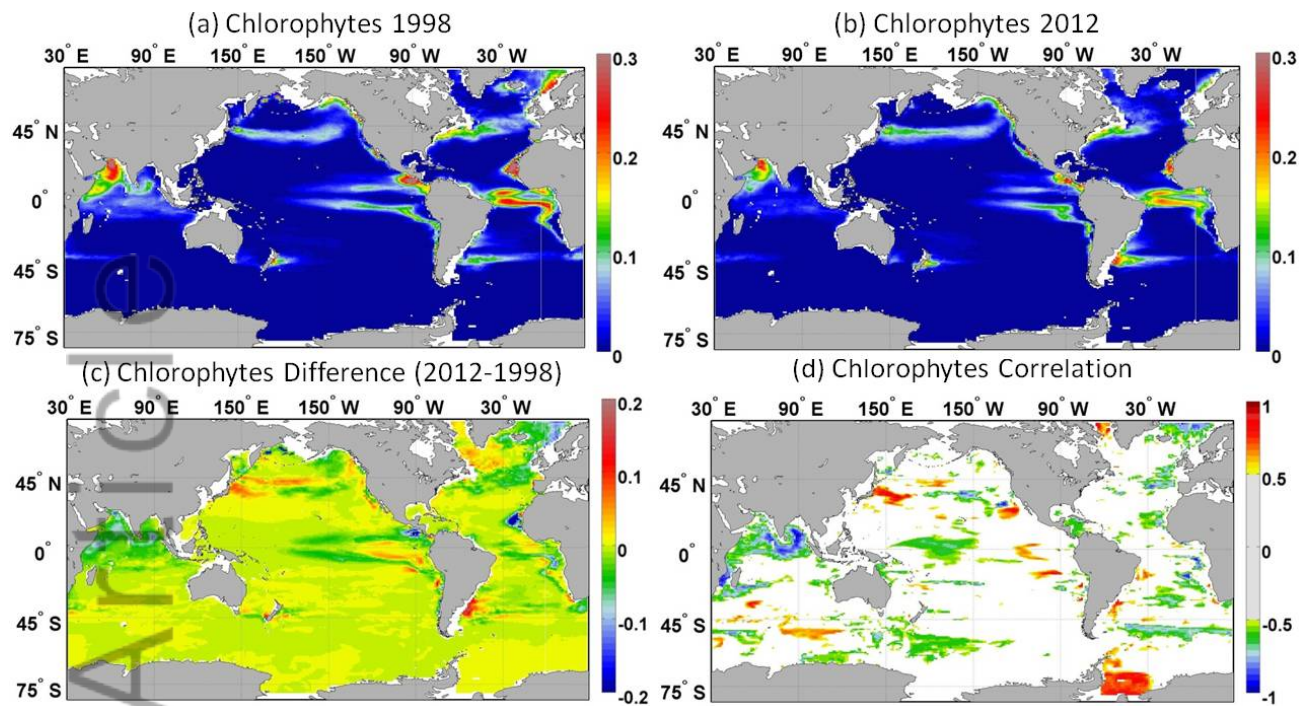 (a) Chlorophytes 1998
30° E 90° E 150° E 150° W 90° W 30° W
45° N
0°
45° S
75° S
0.3
0.2
0.1
0
(b) Chlorophytes 2012
30° E 90° E 150° E 150° W 90° W 30° W
45° N
0°
45° S
75° S
0.3
0.2
0.1
0
(c) Chlorophytes Difference (2012-1998)
30° E 90° E 150° E 150° W 90° W 30° W
45° N
0°
45° S
75° S
0.2
0.1
0
-0.1
-0.2
(d) Chlorophytes Correlation
30° E 90° E 150° E 150° W 90° W 30° W
45° N
0°
45° S
75° S
1
0.5
0
-0.5
-1
Article